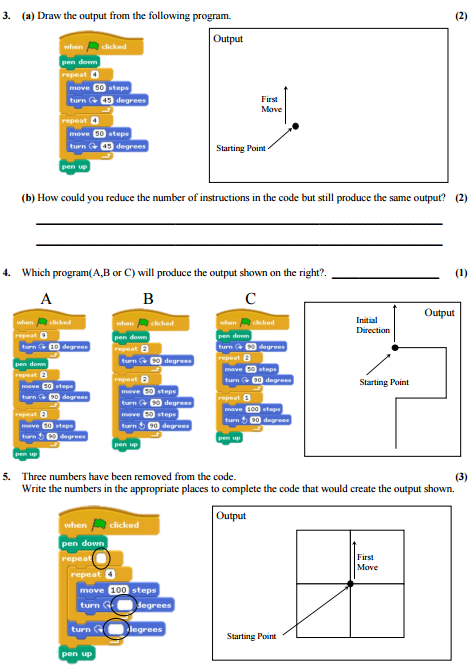 3. (a) Draw the output from the following program. (2)
when clicked
pen down
repeat 4
move 50 steps
turn 45 degrees
repeat 4
move 50 steps
turn 45 degrees
pen up
Output
First
Move
Starting Point
(b) How could you reduce the number of instructions in the code but still produce the same output? (2)
4. Which program(A,B or C) will produce the output shown on the right?. (1)
A
when clicked
repeat 9
turn 10 degrees
pen down
repeat 2
move 50 steps
turn 90 degrees
repeat 2
move 50 steps
turn 90 degrees
pen up
B
when clicked
pen down
repeat 2
turn 90 degrees
repeat 2
move 50 steps
turn 90 degrees
move 50 steps
turn 90 degrees
pen up
C
when clicked
pen down
turn 90 degrees
repeat 2
move 50 steps
turn 90 degrees
repeat 1
move 100 steps
turn 90 degrees
pen up
Output
Initial
Direction
Starting Point
5. Three numbers have been removed from the code. (3)
Write the numbers in the appropriate places to complete the code that would create the output shown.
when clicked
pen down
repeat
repeat 4
move 100 steps
turn degrees
turn degrees
pen up
Output
First
Move
Starting Point